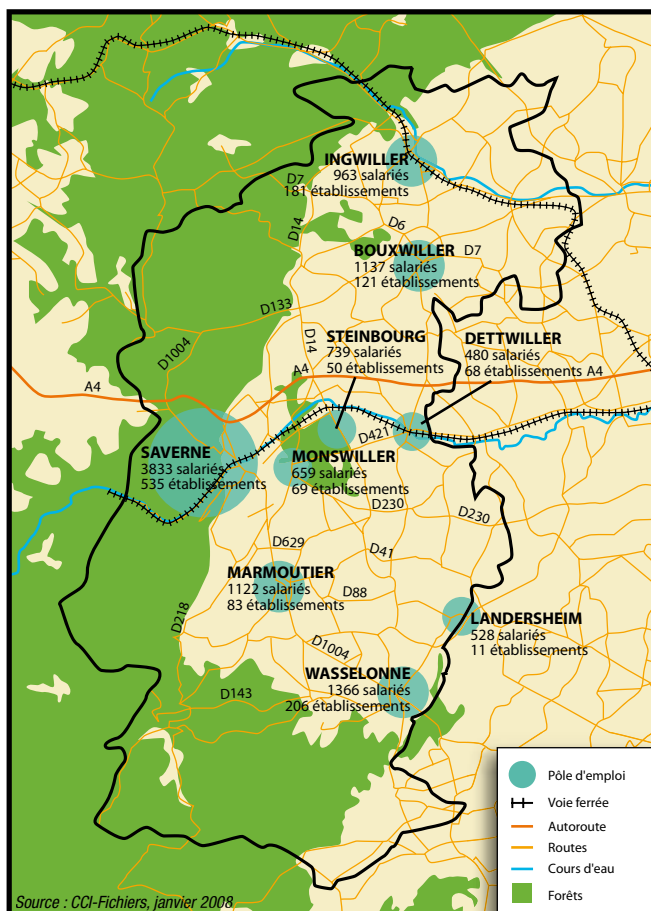 INGWILLER
963 salariés
181 établissements
D7
D14
D6
BOUXWILLER
1137 salariés
121 établissements
D7
D133
D1004
D14
STEINBOURG
739 salariés
50 établissements
DETTWILLER
480 salariés
68 établissements
A4
A4
A4
D421
SAVERNE
3833 salariés
535 établissements
MONSWILLER
659 salariés
69 établissements
D230
D230
D629
D41
MARMOUTIER
1122 salariés
83 établissements
D88
D218
LANDERSHEIM
528 salariés
11 établissements
D1004
WASSELONNE
1366 salariés
206 établissements
D143
Pôle d'emploi
Voie ferrée
Autoroute
Routes
Cours d'eau
Forêts
Source : CCI-Fichiers, janvier 2008